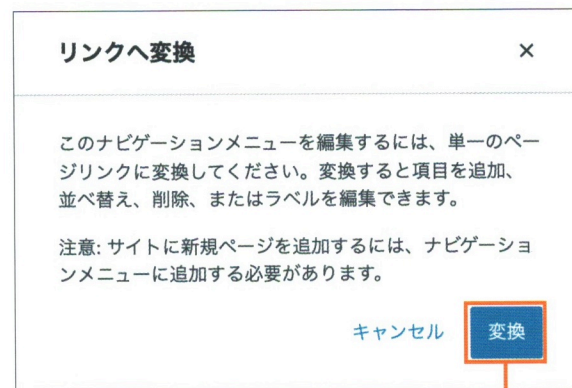 リンクへ変換 ×
このナビゲーションメニューを編集するには、単一のペー
ジリンクに変換してください。変換すると項目を追加、
並べ替え、削除、またはラベルを編集できます。
注意: サイトに新規ページを追加するには、ナビゲーショ
ンメニューに追加する必要があります。
キャンセル 変換